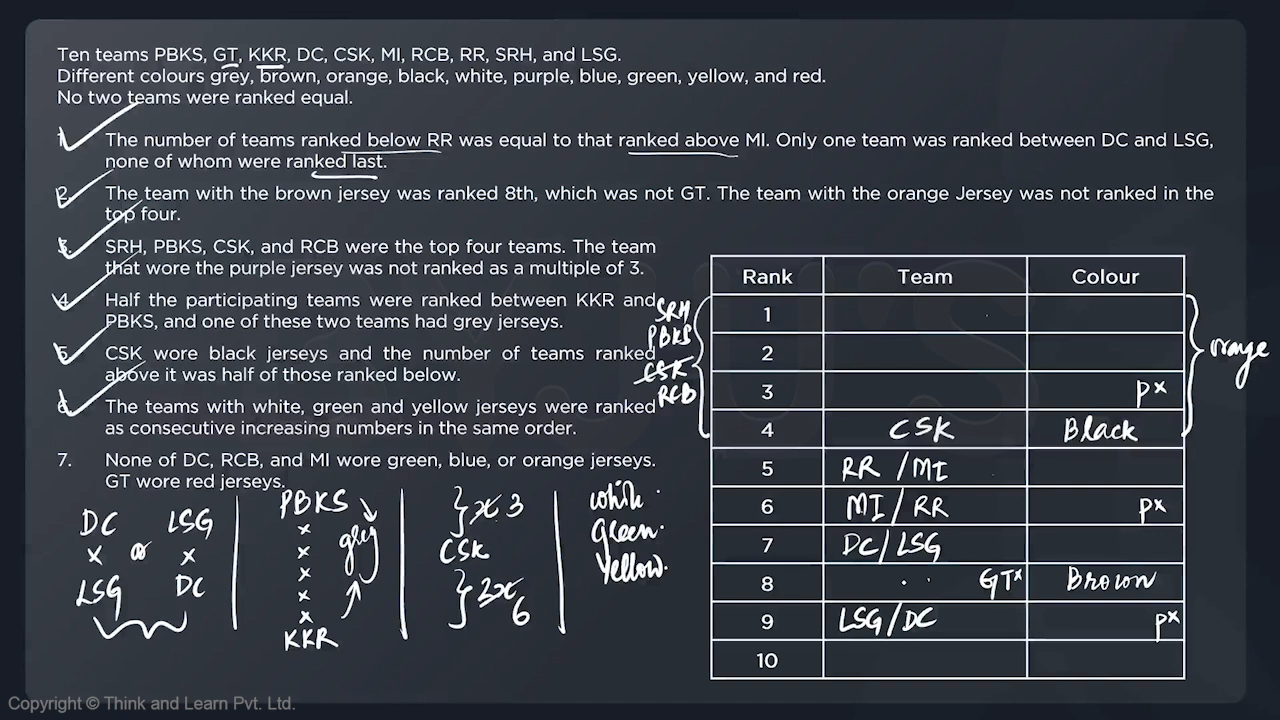 Ten teams PBKS, GT, KKR, DC, CSK, MI, RCB, RR, SRH, and LSG.
Different colours grey, brown, orange, black, white, purple, blue, green, yellow, and red.
No two teams were ranked equal.
1. The number of teams ranked below RR was equal to that ranked above MI. Only one team was ranked between DC and LSG,
none of whom were ranked last.
2. The team with the brown jersey was ranked 8th, which was not GT. The team with the orange Jersey was not ranked in the
top four.
3. SRH, PBKS, CSK, and RCB were the top four teams. The team
that wore the purple jersey was not ranked as a multiple of 3.
4. Half the participating teams were ranked between KKR and
PBKS, and one of these two teams had grey jerseys.
5. CSK wore black jerseys and the number of teams ranked
above it was half of those ranked below.
6. The teams with white, green and yellow jerseys were ranked
as consecutive increasing numbers in the same order.
7. None of DC, RCB, and MI wore green, blue, or orange jerseys.
GT wore red jerseys.
SRH
PBKS
CSK
RCB
Rank Team Colour
1
2
3 p×
4 CSK Black
5 RR / MI
6 MI / RR p×
7 DC / LSG
8 GT× Brown
9 LSG / DC p×
10
orange
DC LSG
× or ×
LSG DC
PBKS
×
×
×
×
×
KKR
grey
} x 3
CSK
} 2x 6
white
Green
Yellow
Copyright © Think and Learn Pvt. Ltd.